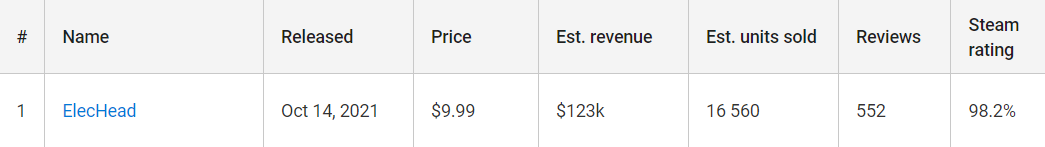 # Name Released Price Est. revenue Est. units sold Reviews Steam rating
1 ElecHead Oct 14, 2021 $9.99 $123k 16 560 552 98.2%